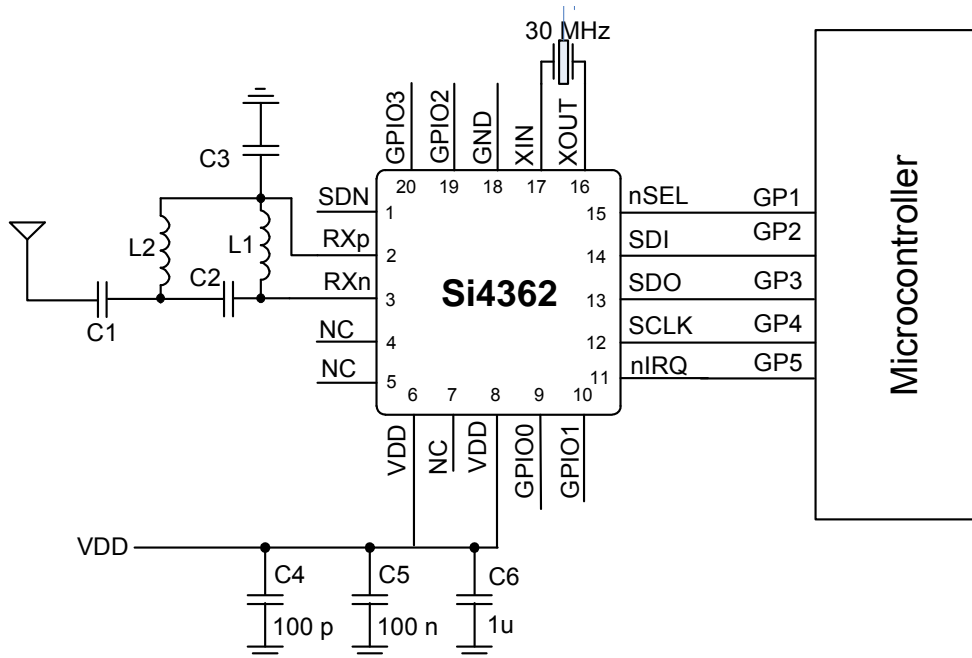 30 MHz
GPIO3
GPIO2
GND
XIN
XOUT
C3
20
19
18
17
16
SDN
1
nSEL
15
GP1
L2
L1
RXp
2
SDI
14
GP2
C2
RXn
3
Si4362
SDO
13
GP3
C1
NC
4
SCLK
12
GP4
NC
5
nIRQ
11
GP5
Microcontroller
6
7
8
9
10
VDD
NC
VDD
GPIO0
GPIO1
VDD
C4
C5
C6
100 p
100 n
1u